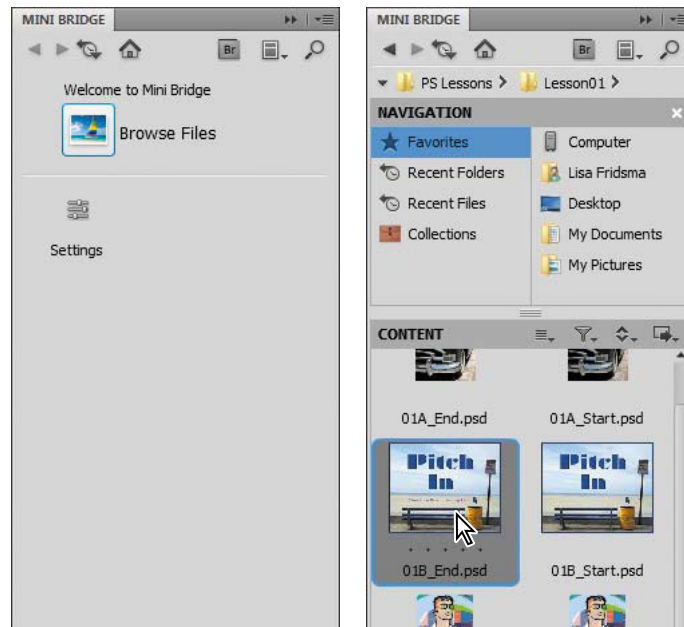 MINI BRIDGE
Br
Welcome to Mini Bridge
Browse Files
Settings
MINI BRIDGE
Br
PS Lessons > Lesson01 >
NAVIGATION
Favorites
Computer
Recent Folders
Lisa Fridsma
Recent Files
Desktop
Collections
My Documents
My Pictures
CONTENT
01A_End.psd
01A_Start.psd
Pitch
In
Pitch
In
01B_End.psd
01B_Start.psd